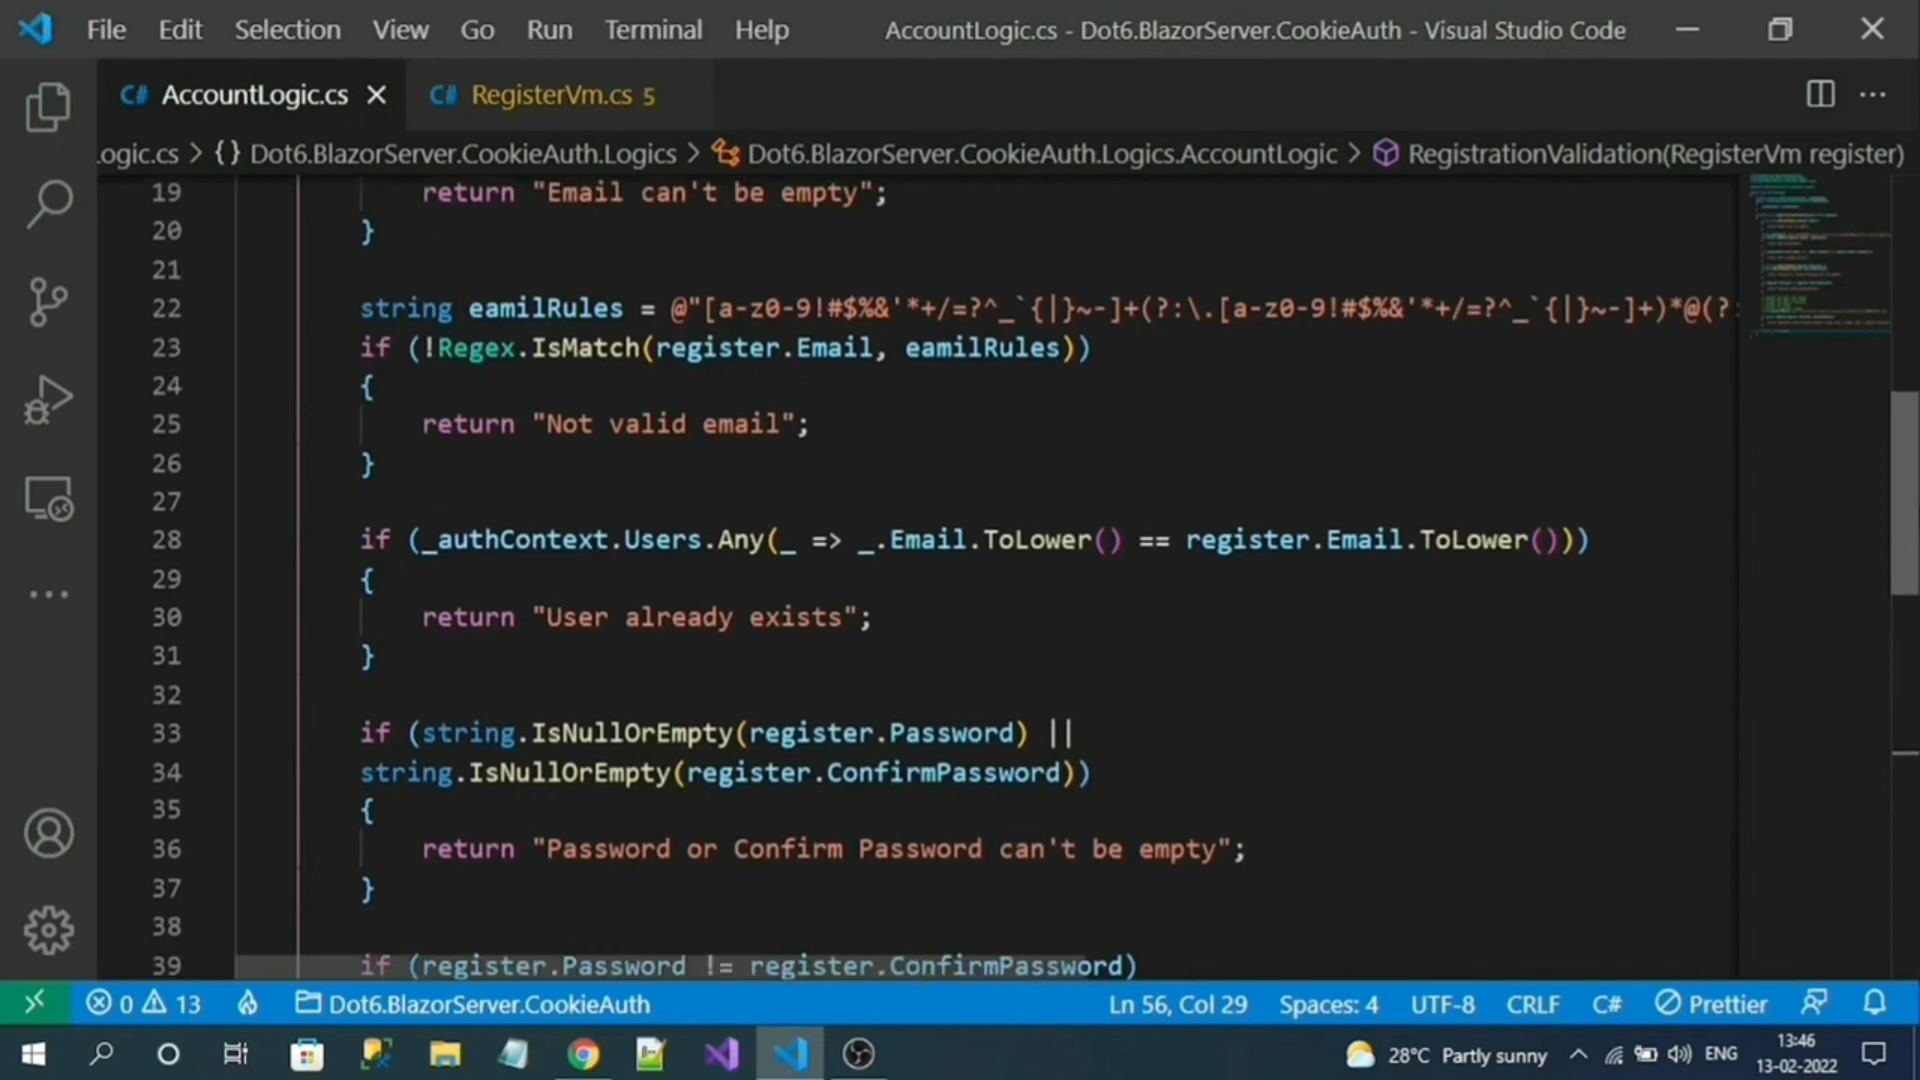 File Edit Selection View Go Run Terminal Help AccountLogic.cs - Dot6.BlazorServer.CookieAuth - Visual Studio Code
C# AccountLogic.cs C# RegisterVm.cs 5
.ogic.cs > {} Dot6.BlazorServer.CookieAuth.Logics > Dot6.BlazorServer.CookieAuth.Logics.AccountLogic > RegistrationValidation(RegisterVm register)
19 return "Email can't be empty";
20 }
21
22 string eamilRules = @"[a-z0-9!#$%&'*+/=?^_`{|}~-]+(?:\.[a-z0-9!#$%&'*+/=?^_`{|}~-]+)*@(?:
23 if (!Regex.IsMatch(register.Email, eamilRules))
24 {
25 return "Not valid email";
26 }
27
28 if (_authContext.Users.Any(_ => _.Email.ToLower() == register.Email.ToLower()))
29 {
30 return "User already exists";
31 }
32
33 if (string.IsNullOrEmpty(register.Password) ||
34 string.IsNullOrEmpty(register.ConfirmPassword))
35 {
36 return "Password or Confirm Password can't be empty";
37 }
38
39 if (register.Password != register.ConfirmPassword)
0 13 Dot6.BlazorServer.CookieAuth Ln 56, Col 29 Spaces: 4 UTF-8 CRLF C# Prettier
28°C Partly sunny ENG 13:46
13-02-2022